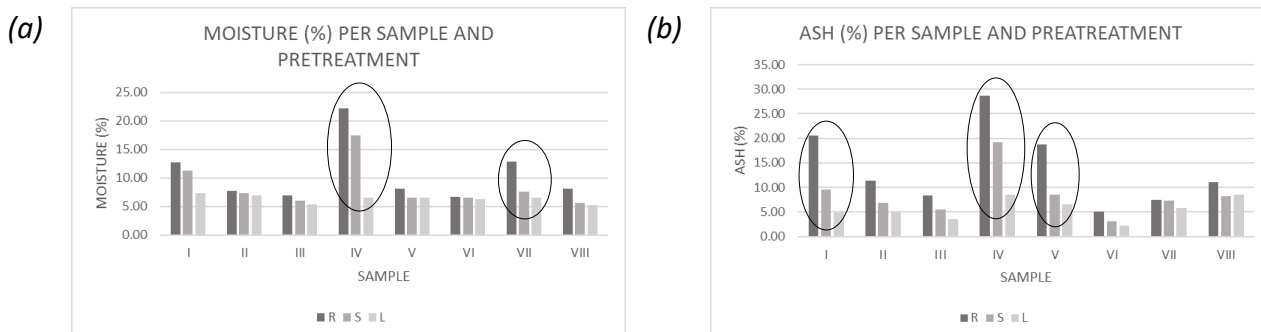 (a)
MOISTURE (%) PER SAMPLE AND
PRETREATMENT
25.00
20.00
15.00
10.00
5.00
0.00
MOISTURE (%)
I II III IV V VI VII VIII
SAMPLE
R S L
(b)
ASH (%) PER SAMPLE AND PREATREATMENT
35.00
30.00
25.00
20.00
15.00
10.00
5.00
0.00
ASH (%)
I II III IV V VI VII VIII
SAMPLE
R S L